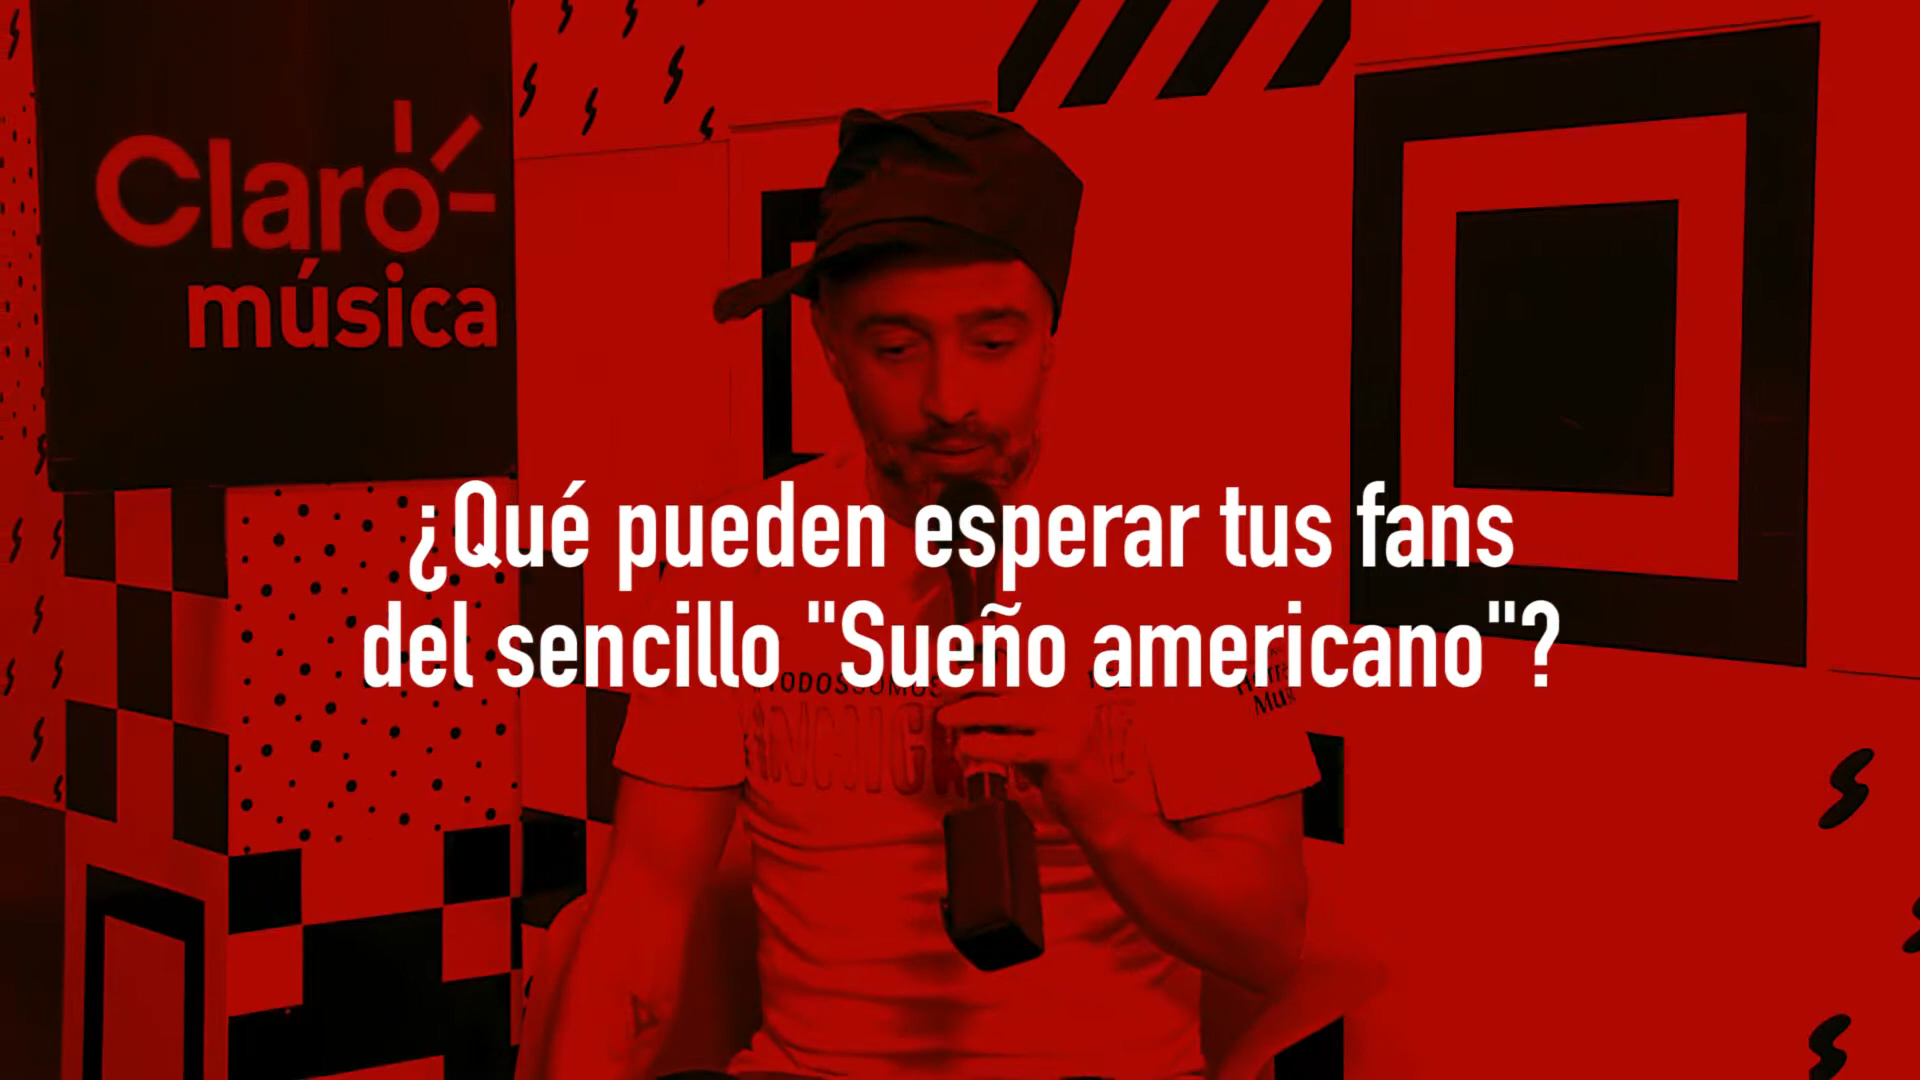 Claro
música
¿Qué pueden esperar tus fans
del sencillo "Sueño americano"?